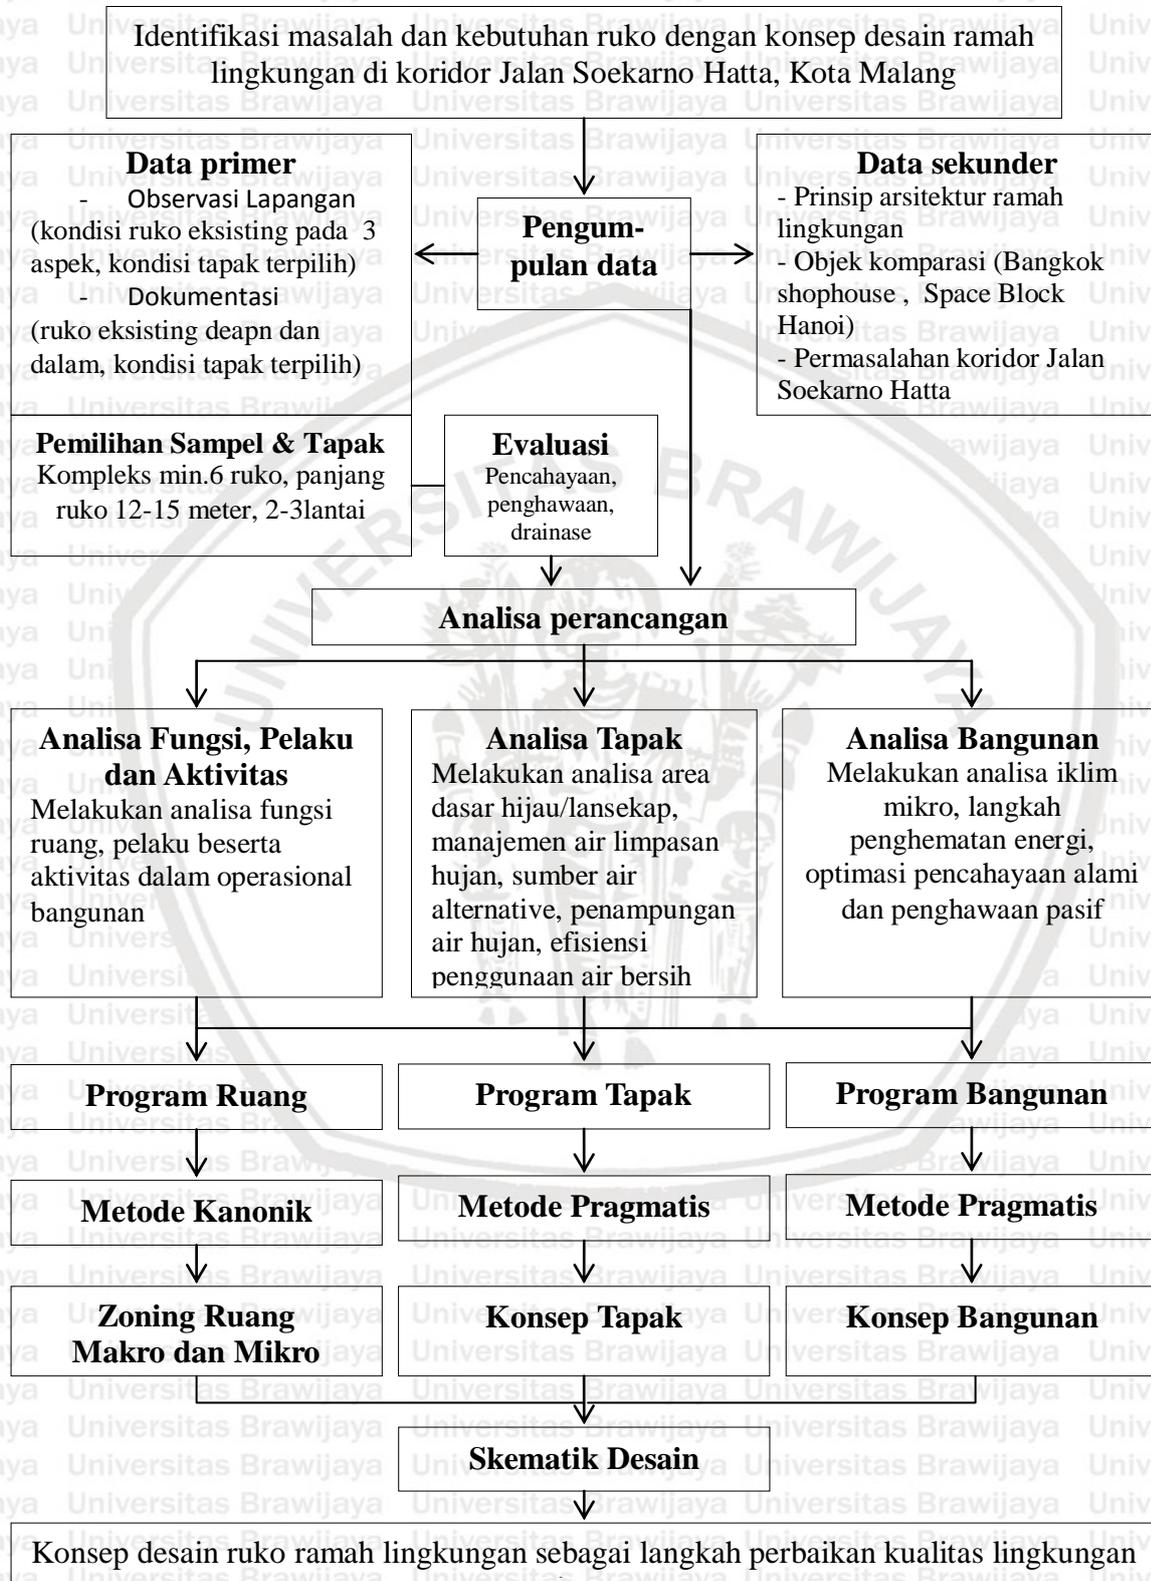 Identifikasi masalah dan kebutuhan ruko dengan konsep desain ramah
lingkungan di koridor Jalan Soekarno Hatta, Kota Malang
Data primer
- Observasi Lapangan
(kondisi ruko eksisting pada 3
aspek, kondisi tapak terpilih)
- Dokumentasi
(ruko eksisting deapn dan
dalam, kondisi tapak terpilih)
Pengum-
pulan data
Data sekunder
- Prinsip arsitektur ramah
lingkungan
- Objek komparasi (Bangkok
shophouse , Space Block
Hanoi)
- Permasalahan koridor Jalan
Soekarno Hatta
Pemilihan Sampel & Tapak
Kompleks min.6 ruko, panjang
ruko 12-15 meter, 2-3lantai
Evaluasi
Pencahayaan,
penghawaan,
drainase
Analisa perancangan
Analisa Fungsi, Pelaku
dan Aktivitas
Melakukan analisa fungsi
ruang, pelaku beserta
aktivitas dalam operasional
bangunan
Analisa Tapak
Melakukan analisa area
dasar hijau/lansekap,
manajemen air limpasan
hujan, sumber air
alternative, penampungan
air hujan, efisiensi
penggunaan air bersih
Analisa Bangunan
Melakukan analisa iklim
mikro, langkah
penghematan energi,
optimasi pencahayaan alami
dan penghawaan pasif
Program Ruang
Program Tapak
Program Bangunan
Metode Kanonik
Metode Pragmatis
Metode Pragmatis
Zoning Ruang
Makro dan Mikro
Konsep Tapak
Konsep Bangunan
Skematik Desain
Konsep desain ruko ramah lingkungan sebagai langkah perbaikan kualitas lingkungan
UNIVERSITAS BRAWIJAYA